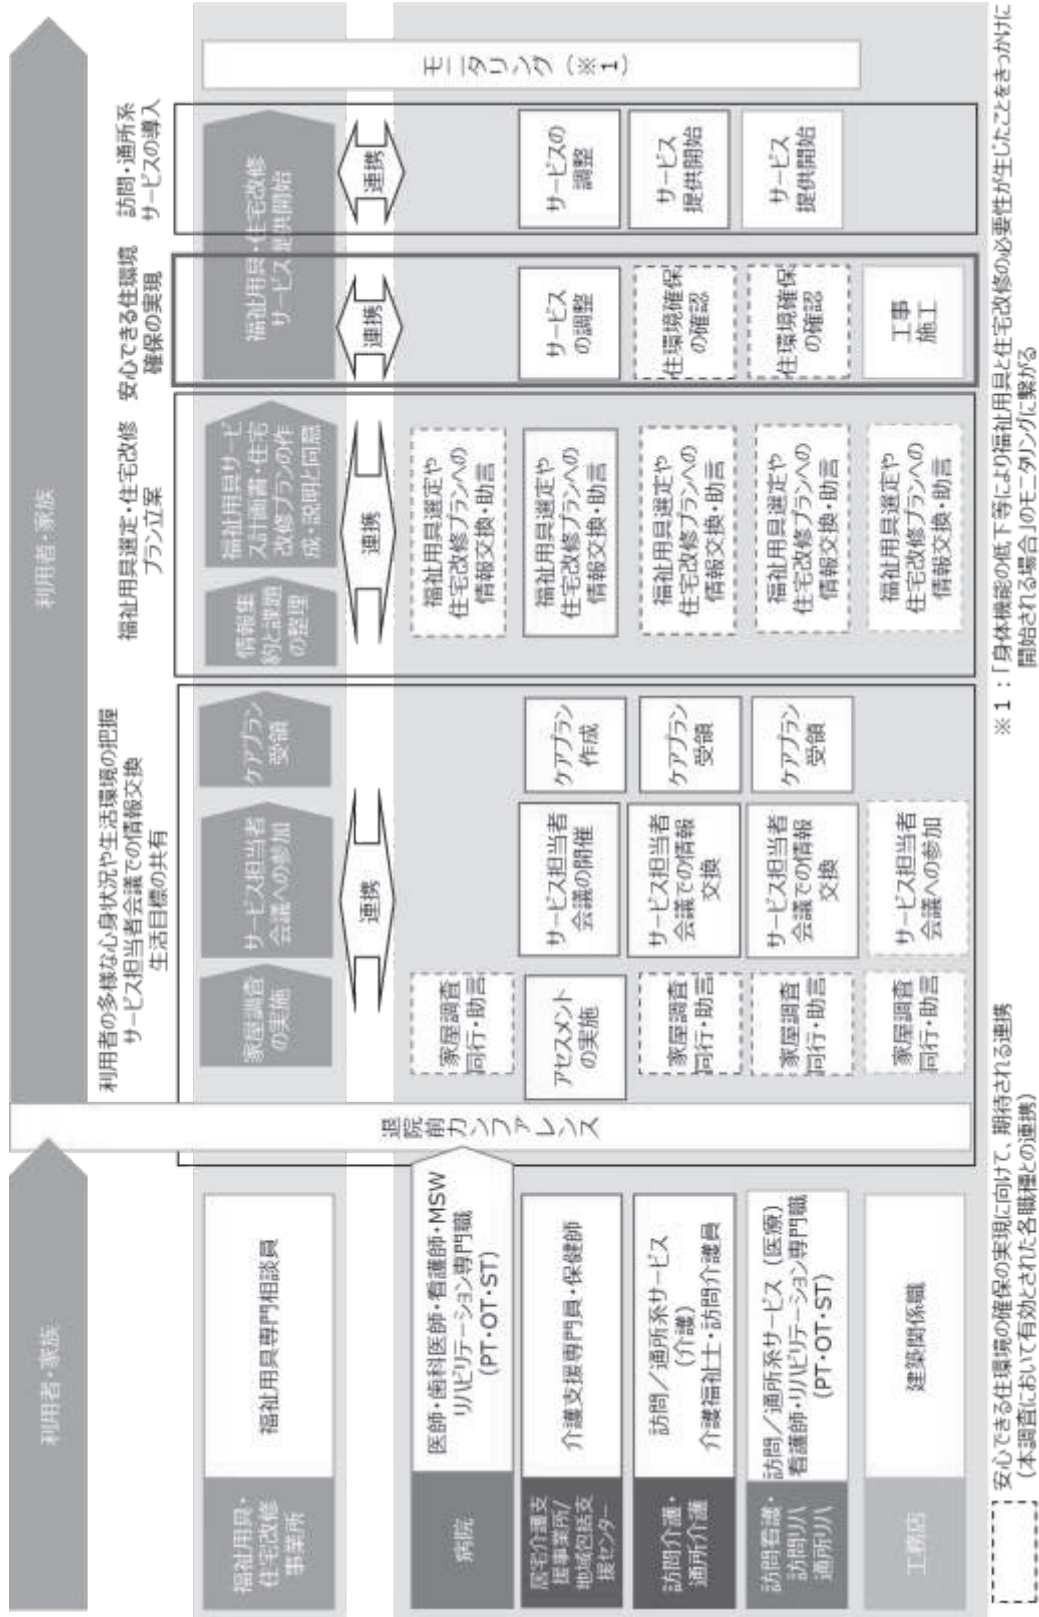 利用者・家族
利用者・家族
利用者の多様な心身状況や生活環境の把握
サービス担当者会議での情報交換
生活目標の共有
福祉用具選定・住宅改修
プラン立案
安心できる住環境
確保の実現
訪問・通所系
サービスの導入
福祉用具・
住宅改修
事業所
福祉用具専門相談員
家屋調査
の実施
サービス担当者
会議への参加
ケアプラン
受領
情報集
約と課題
の整理
福祉用具サービ
ス計画書・住宅
改修プランの作
成・説明と同意
福祉用具・住宅改修
サービス提供開始
連携
連携
連携
連携
退院前カンファレンス
モニタリング（※1）
病院
医師・歯科医師・看護師・MSW
リハビリテーション専門職
(PT・OT・ST)
家屋調査
同行・助言
福祉用具選定や
住宅改修プランへの
情報交換・助言
居宅介護支
援事業所/
地域包括支
援センター
介護支援専門員・保健師
アセスメント
の実施
サービス担当者
会議の開催
ケアプラン
作成
福祉用具選定や
住宅改修プランへの
情報交換・助言
サービス
の調整
サービスの
調整
訪問介護・
通所介護
訪問／通所系サービス
(介護)
介護福祉士・訪問介護員
家屋調査
同行・助言
サービス担当者
会議での情報
交換
ケアプラン
受領
福祉用具選定や
住宅改修プランへの
情報交換・助言
住環境確保
の確認
サービス
提供開始
訪問看護・
訪問リハ
通所リハ
訪問／通所系サービス（医療）
看護師・リハビリテーション専門職
(PT・OT・ST)
家屋調査
同行・助言
サービス担当者
会議での情報
交換
ケアプラン
受領
福祉用具選定や
住宅改修プランへの
情報交換・助言
住環境確保
の確認
サービス
提供開始
工務店
建築関係職
家屋調査
同行・助言
サービス担当者
会議への参加
福祉用具選定や
住宅改修プランへの
情報交換・助言
工事
施工
安心できる住環境の確保の実現に向けて、期待される連携
（本調査において有効とされた各職種との連携）
※1：「身体機能の低下等により福祉用具と住宅改修の必要性が生じたことをきっかけに
開始される場合」のモニタリングに繋がる